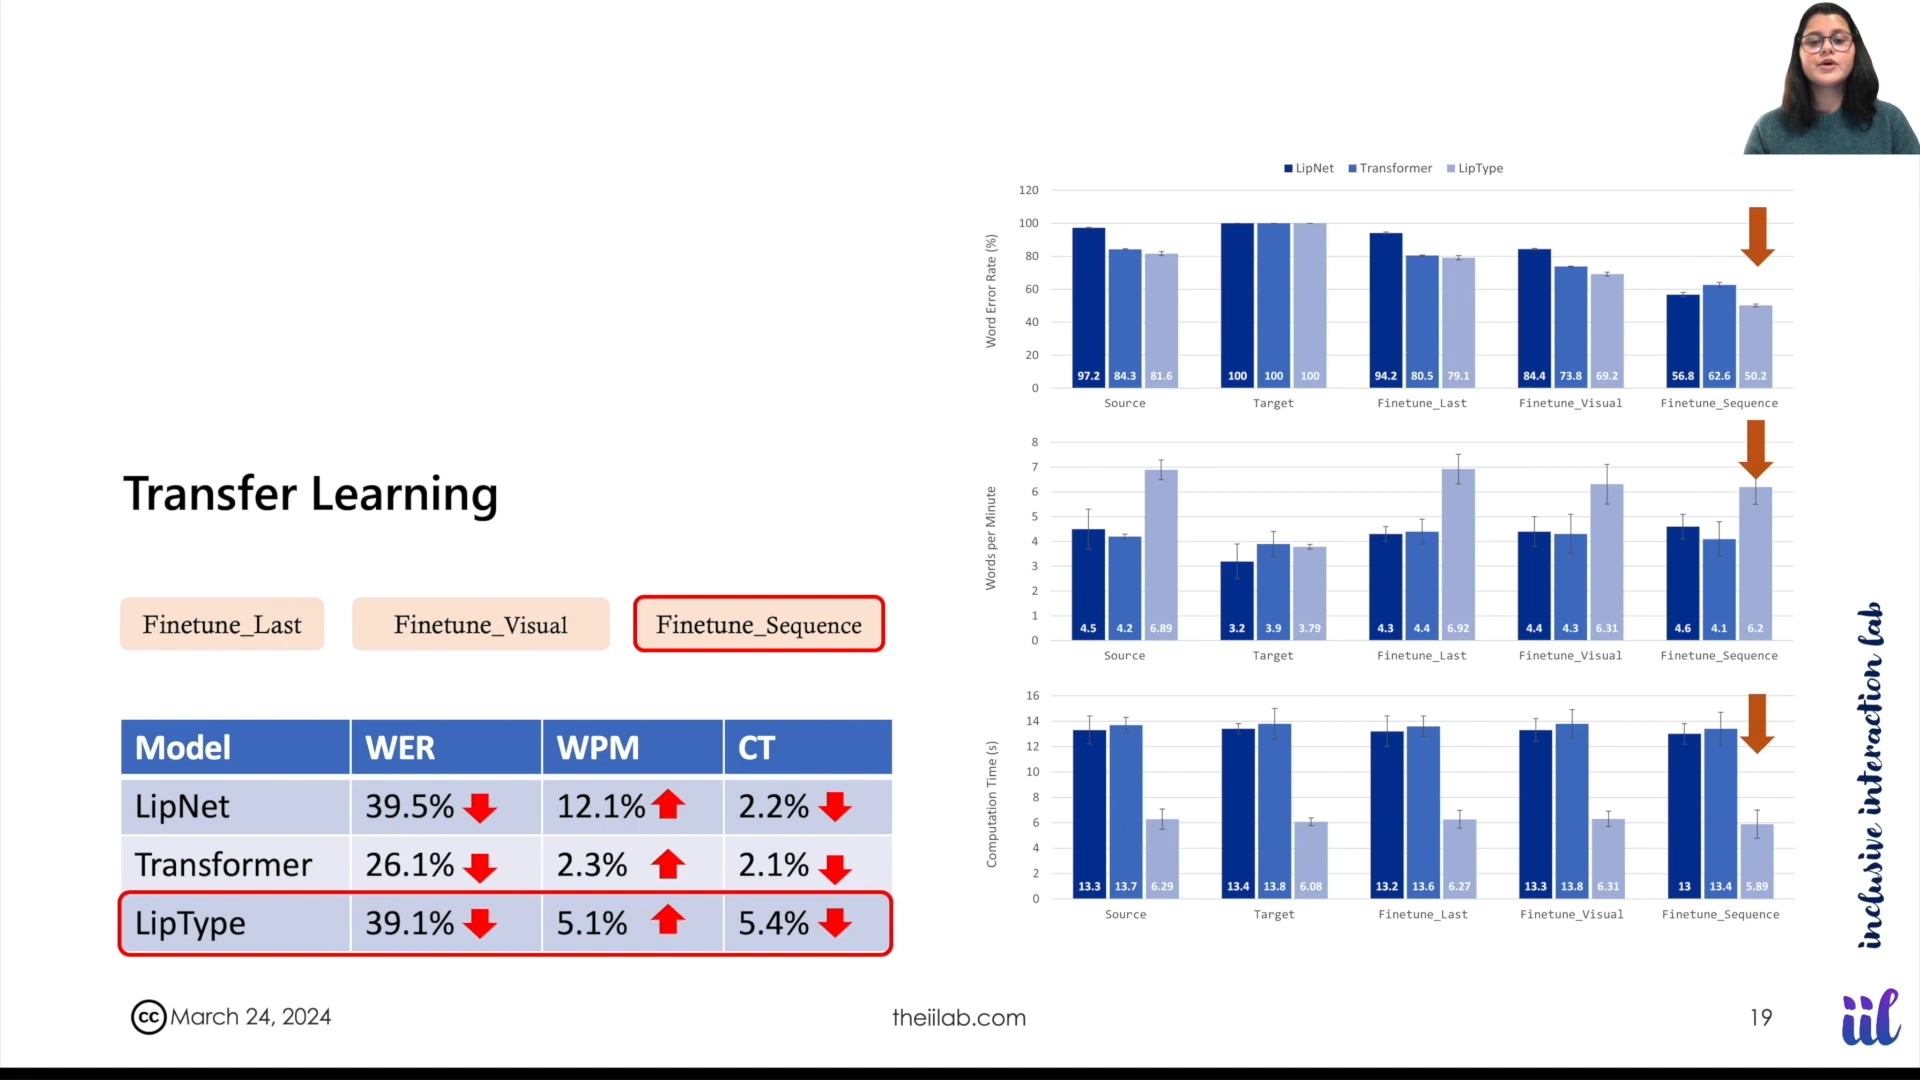 Transfer Learning
Finetune_Last Finetune_Visual Finetune_Sequence
Model WER WPM CT
LipNet 39.5% 12.1% 2.2%
Transformer 26.1% 2.3% 2.1%
LipType 39.1% 5.1% 5.4%
LipNet Transformer LipType
Word Error Rate (%)
120
100
80
60
40
20
0
97.2 84.3 81.6 100 100 100 94.2 80.5 79.1 84.4 73.8 69.2 56.8 62.6 50.2
Source Target Finetune_Last Finetune_Visual Finetune_Sequence
Words per Minute
8
7
6
5
4
3
2
1
0
4.5 4.2 6.89 3.2 3.9 3.79 4.3 4.4 6.92 4.4 4.3 6.31 4.6 4.1 6.2
Source Target Finetune_Last Finetune_Visual Finetune_Sequence
Computation Time (s)
16
14
12
10
8
6
4
2
0
13.3 13.7 6.29 13.4 13.8 6.08 13.2 13.6 6.27 13.3 13.8 6.31 13 13.4 5.89
Source Target Finetune_Last Finetune_Visual Finetune_Sequence
inclusive interaction lab
iil
cc March 24, 2024
theiilab.com
19